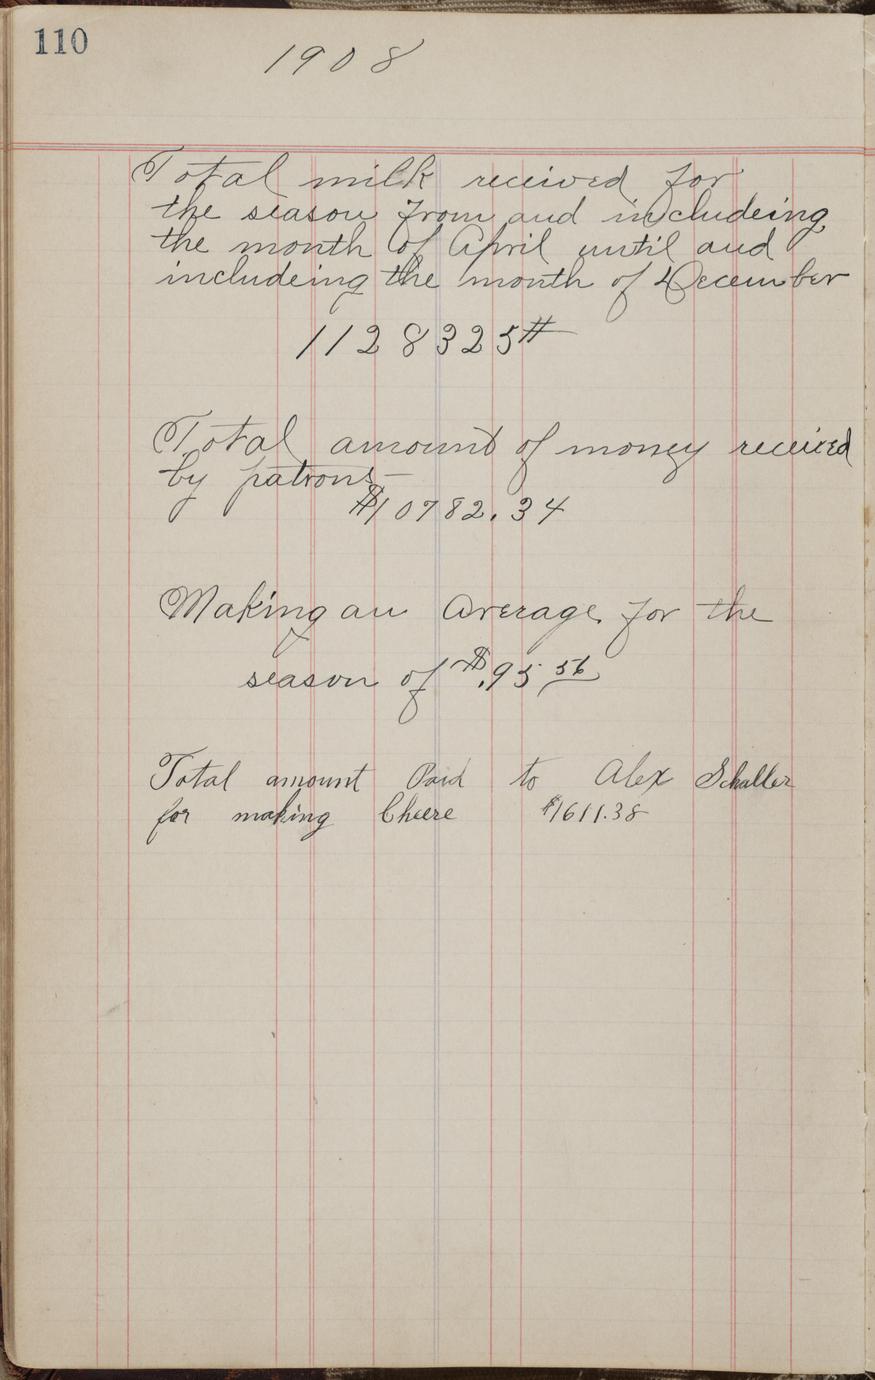 110
1908
Total milk received for
the season from and includeing
the month of April until and
includeing the month of December
1128325#
Total amount of money received
by patrons—
$10782.34
Making an Average for the
season of $.95 56
Total amount Paid to Alex Schaller
for making Cheese $1611.38